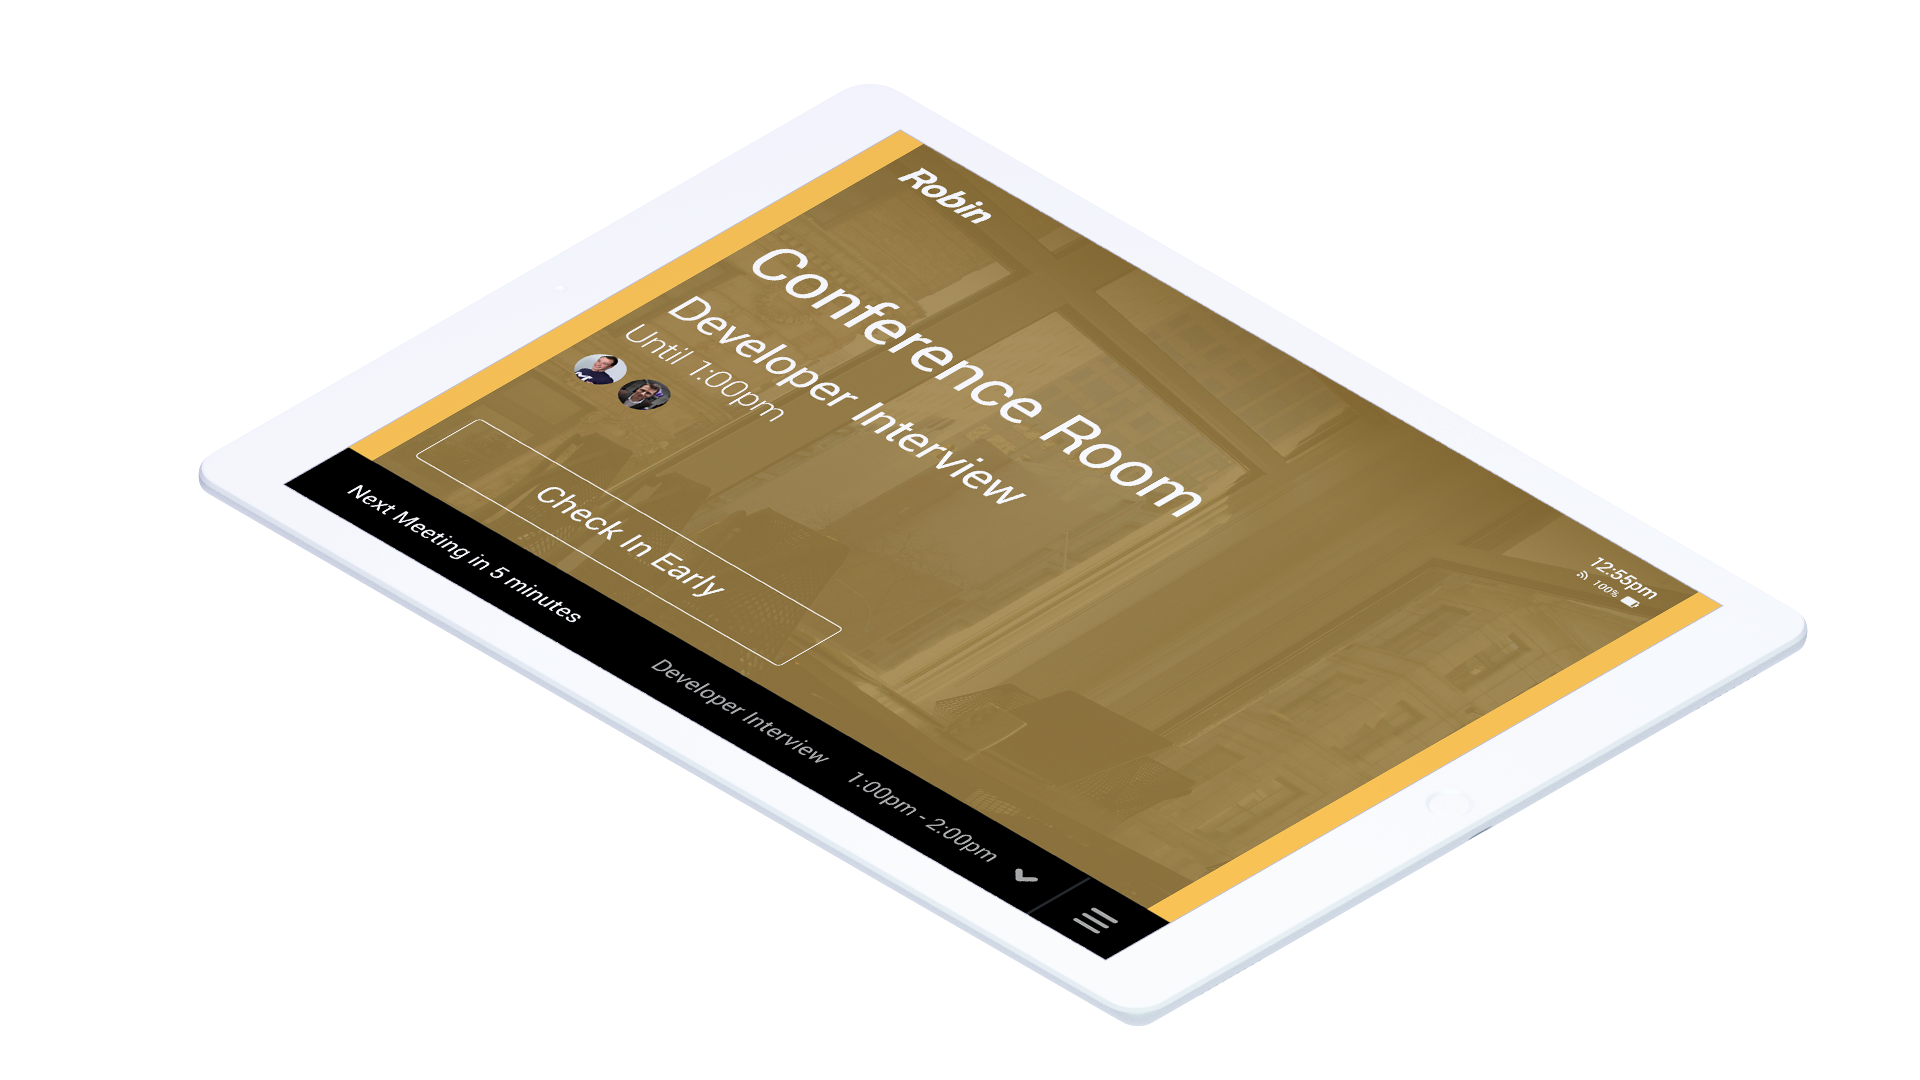 Robin
12:55pm
100%
Conference Room
Developer Interview
Until 1:00pm
Check In Early
Next Meeting in 5 minutes
Developer Interview 1:00pm - 2:00pm